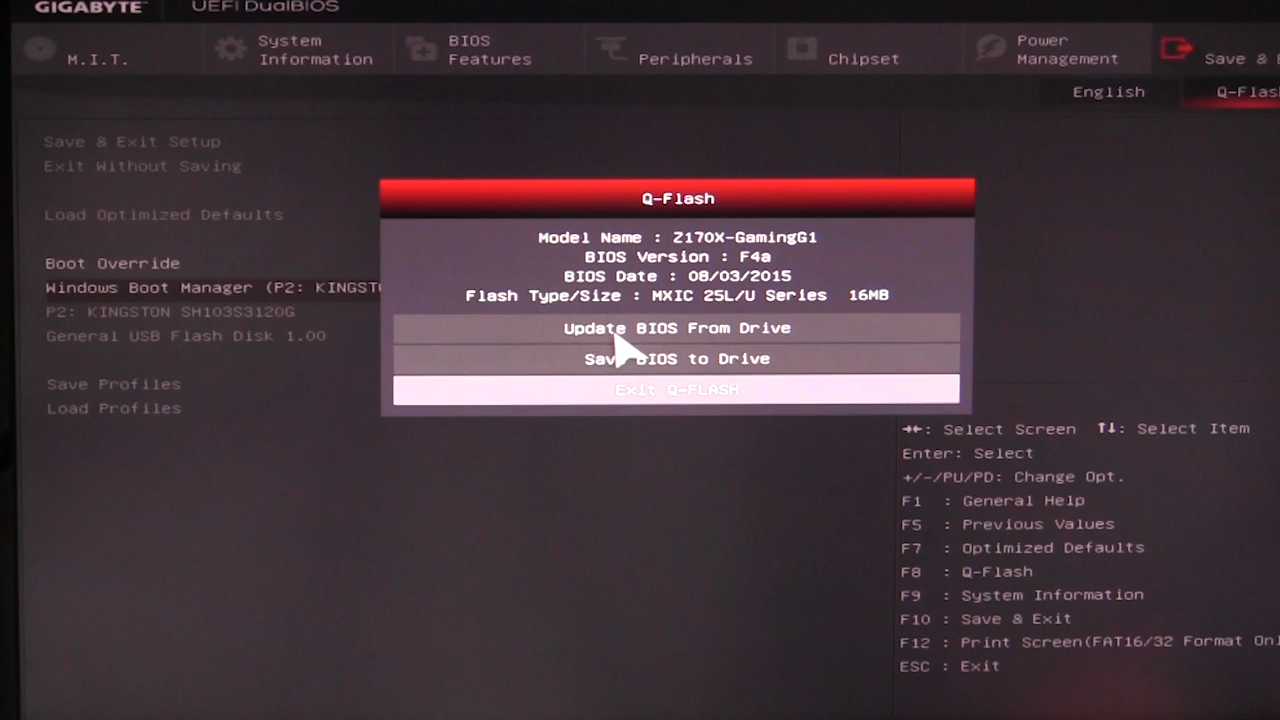 GIGABYTE UEFI DualBIOS
M.I.T.
System
Information
BIOS
Features
Peripherals
Chipset
Power
Management
Save &
English
Q-Flas
Save & Exit Setup
Exit Without Saving
Load Optimized Defaults
Boot Override
Windows Boot Manager (P2: KINGST
P2: KINGSTON SH103S3120G
General USB Flash Disk 1.00
Save Profiles
Load Profiles
Q-Flash
Model Name : Z170X-GamingG1
BIOS Version : F4a
BIOS Date : 08/03/2015
Flash Type/Size : MXIC 25L/U Series 16MB
Update BIOS From Drive
Save BIOS to Drive
Exit Q-FLASH
→←: Select Screen ↑↓: Select Item
Enter: Select
+/-/PU/PD: Change Opt.
F1 : General Help
F5 : Previous Values
F7 : Optimized Defaults
F8 : Q-Flash
F9 : System Information
F10 : Save & Exit
F12 : Print Screen(FAT16/32 Format Onl
ESC : Exit